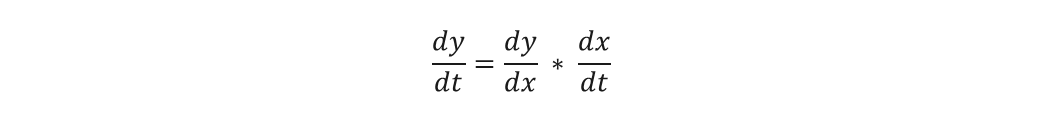 dy/dt = dy/dx * dx/dt